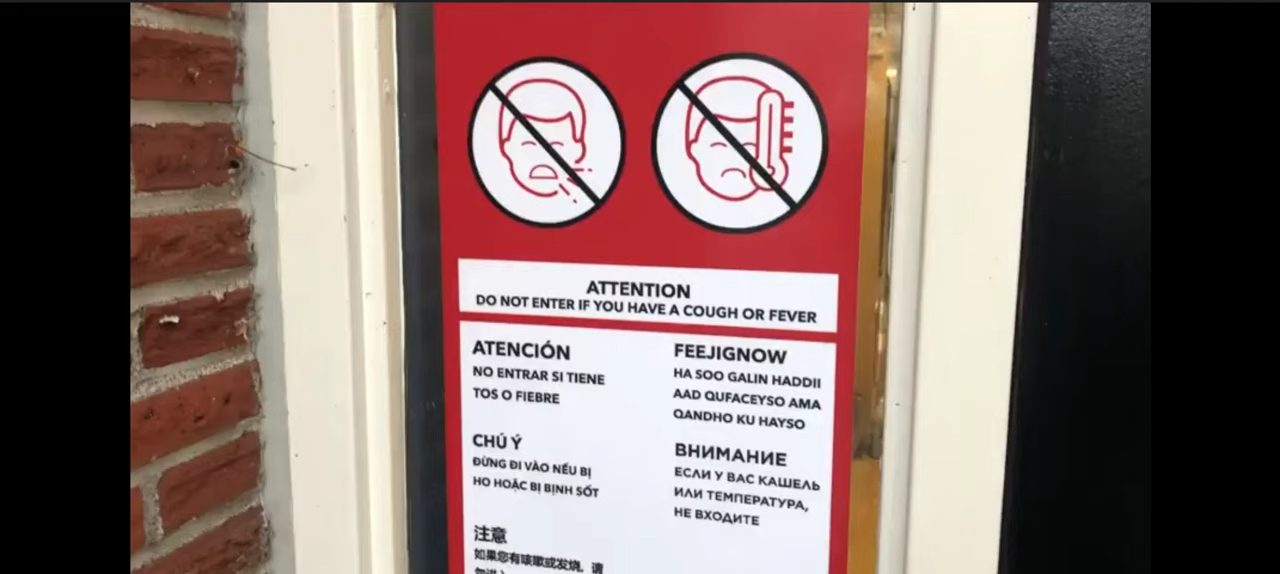 ATTENTION
DO NOT ENTER IF YOU HAVE A COUGH OR FEVER
ATENCIÓN
NO ENTRAR SI TIENE
TOS O FIEBRE
CHÚ Ý
ĐỪNG ĐI VÀO NẾU BỊ
HO HOẶC BỊ BỊNH SỐT
注意
如果您有咳嗽或发烧，请
FEEJIGNOW
HA SOO GALIN HADDII
AAD QUFACEYSO AMA
QANDHO KU HAYSO
ВНИМАНИЕ
ЕСЛИ У ВАС КАШЕЛЬ
ИЛИ ТЕМПЕРАТУРА,
НЕ ВХОДИТЕ